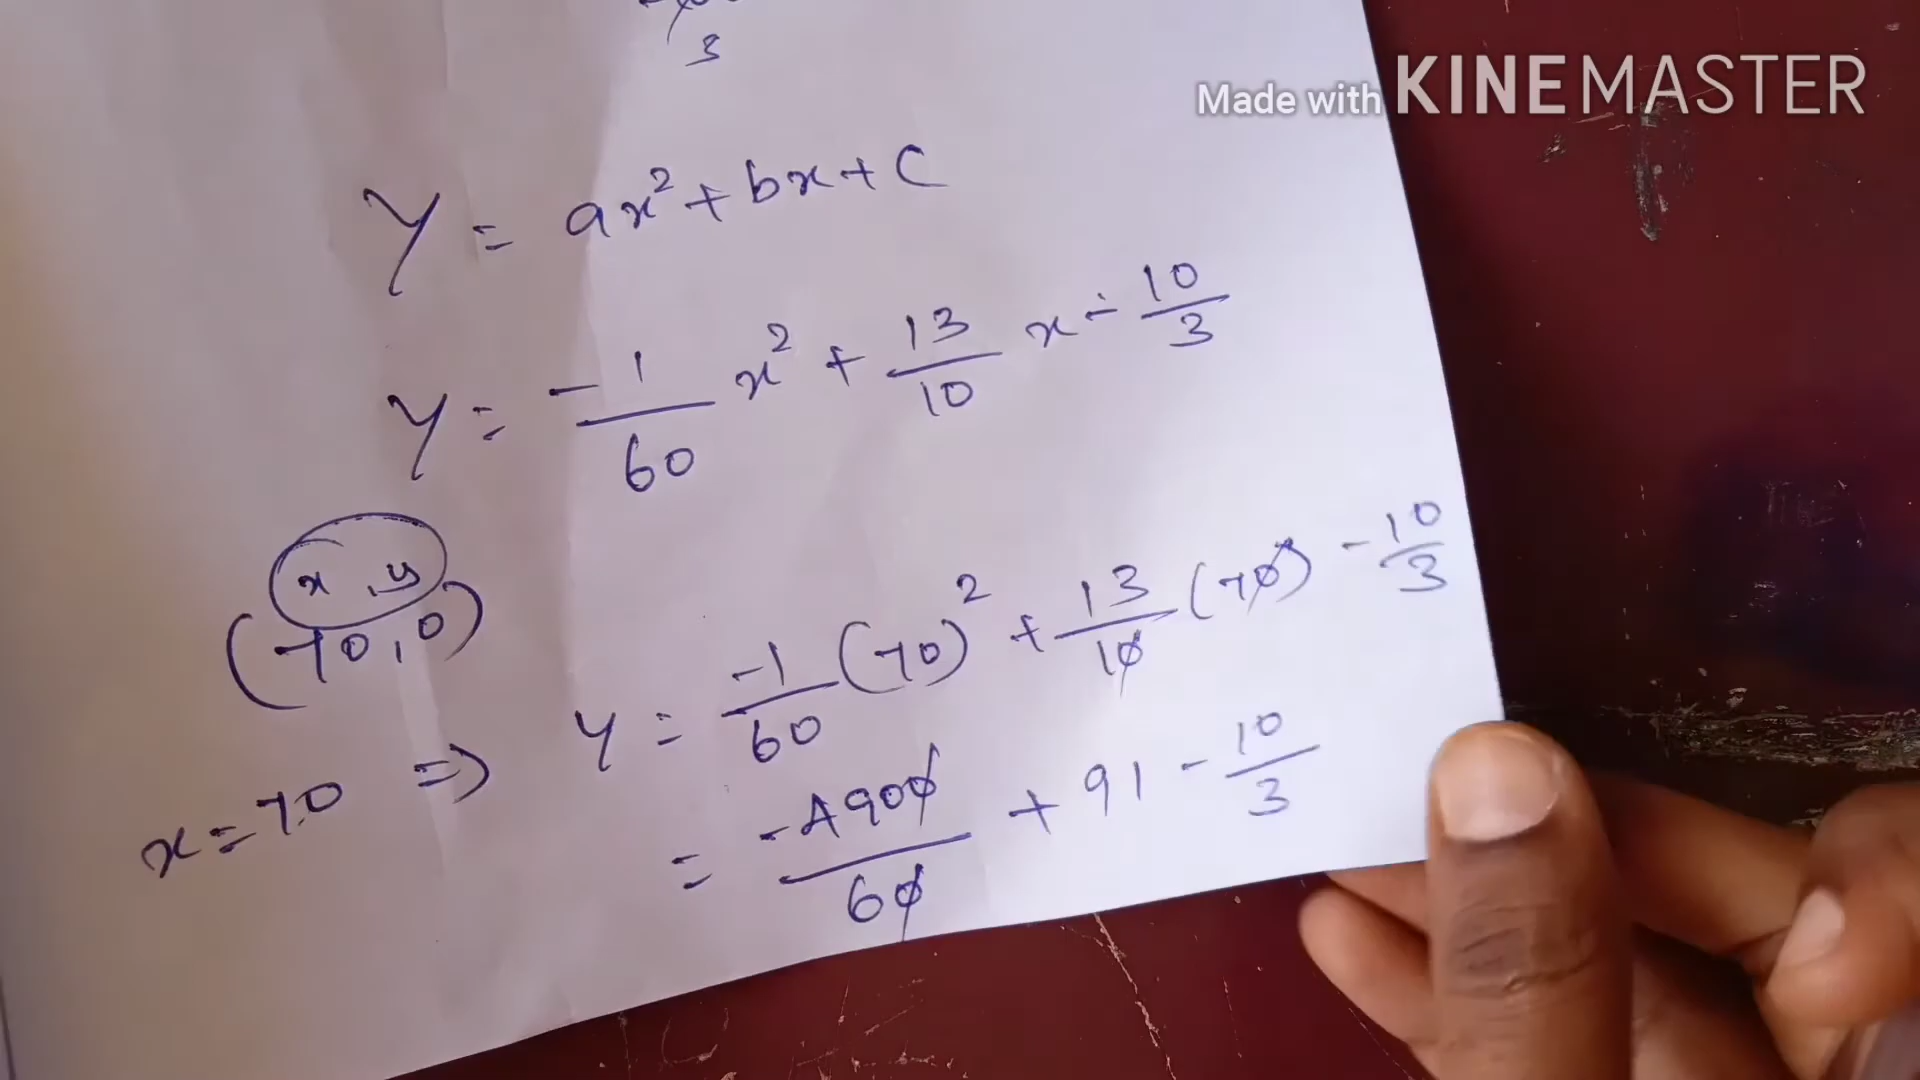 3
Made with KINEMASTER
y = ax² + bx + c
y = -1/60 x² + 13/10 x - 10/3
(x, y)
(70, 0)
x = 70 ⇒ y = -1/60 (70)² + 13/10 (70) - 10/3
= -4900/60 + 91 - 10/3